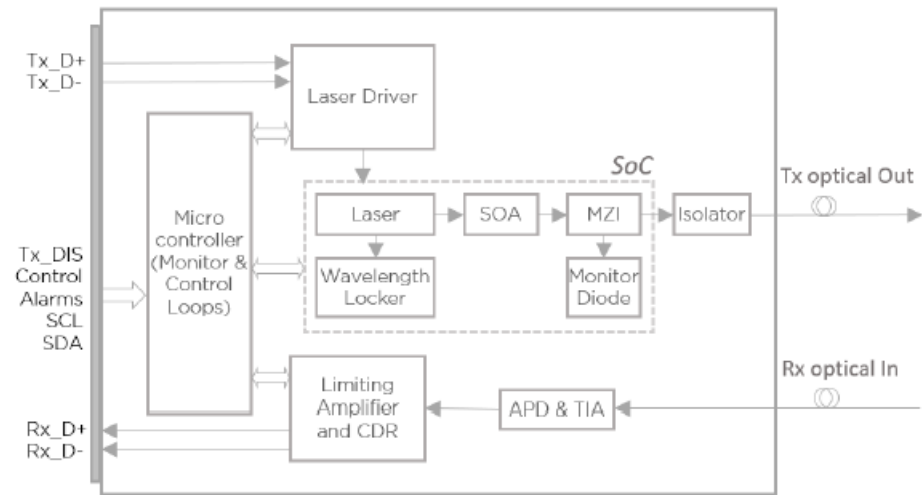 Tx_D+
Tx_D-
Laser Driver
SoC
Tx optical Out
Laser
SOA
MZI
Isolator
Micro
controller
(Monitor &
Control
Loops)
Wavelength
Locker
Monitor
Diode
Tx_DIS
Control
Alarms
SCL
SDA
Rx optical In
Limiting
Amplifier
and CDR
APD & TIA
Rx_D+
Rx_D-